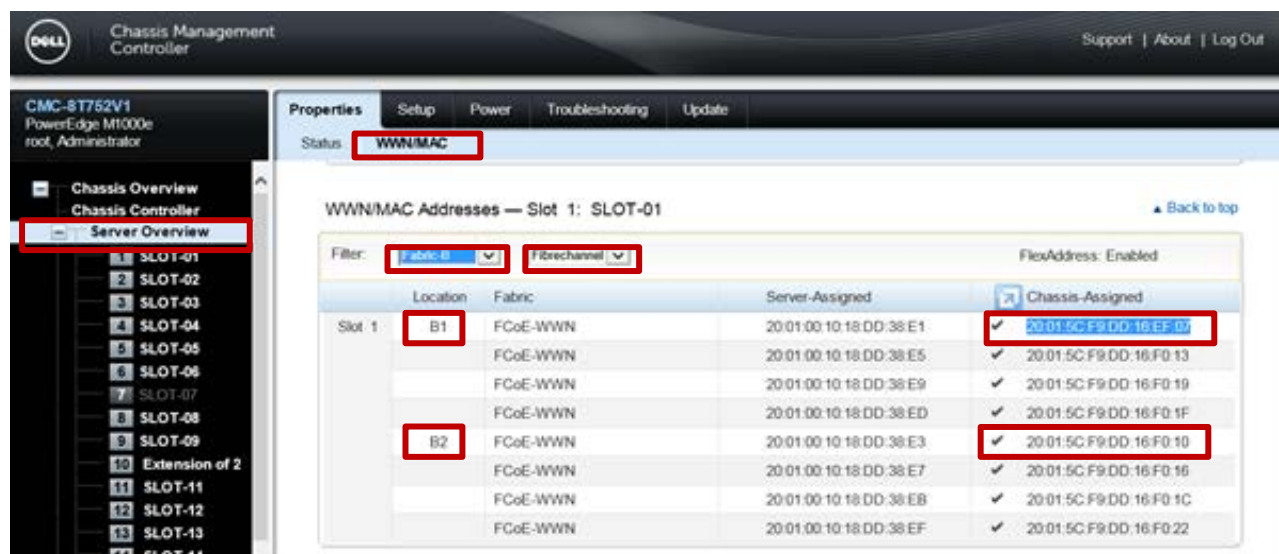 DELL
Chassis Management
Controller
Support | About | Log Out
CMC-8T752V1
PowerEdge M1000e
root, Administrator
Properties Setup Power Troubleshooting Update
Status WWN/MAC
Chassis Overview
Chassis Controller
Server Overview
1 SLOT-01
2 SLOT-02
3 SLOT-03
4 SLOT-04
5 SLOT-05
6 SLOT-06
7 SLOT-07
8 SLOT-08
9 SLOT-09
10 Extension of 2
11 SLOT-11
12 SLOT-12
13 SLOT-13
WWN/MAC Addresses — Slot 1: SLOT-01
Back to top
Filter: Fabric-B Fibrechannel FlexAddress: Enabled
Location Fabric Server-Assigned Chassis-Assigned
Slot 1 B1 FCoE-WWN 20:01:00:10:18:DD:38:E1 20:01:5C:F9:DD:16:EF:07
FCoE-WWN 20:01:00:10:18:DD:38:E5 20:01:5C:F9:DD:16:F0:13
FCoE-WWN 20:01:00:10:18:DD:38:E9 20:01:5C:F9:DD:16:F0:19
FCoE-WWN 20:01:00:10:18:DD:38:ED 20:01:5C:F9:DD:16:F0:1F
B2 FCoE-WWN 20:01:00:10:18:DD:38:E3 20:01:5C:F9:DD:16:F0:10
FCoE-WWN 20:01:00:10:18:DD:38:E7 20:01:5C:F9:DD:16:F0:16
FCoE-WWN 20:01:00:10:18:DD:38:EB 20:01:5C:F9:DD:16:F0:1C
FCoE-WWN 20:01:00:10:18:DD:38:EF 20:01:5C:F9:DD:16:F0:22